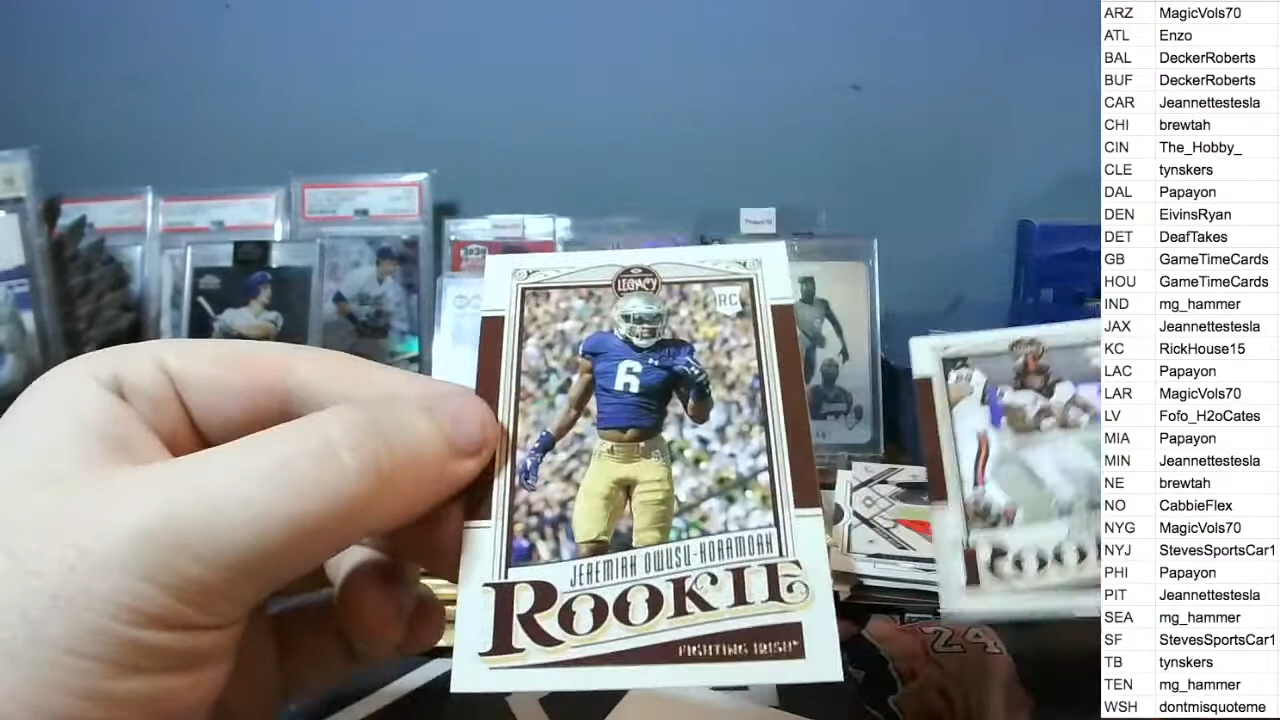 LEGACY
RC
6
JEREMIAH OWUSU-KORAMOAH
ROOKIE
FIGHTING IRISH
24
ARZ MagicVols70
ATL Enzo
BAL DeckerRoberts
BUF DeckerRoberts
CAR Jeannettestesla
CHI brewtah
CIN The_Hobby_
CLE tynskers
DAL Papayon
DEN EivinsRyan
DET DeafTakes
GB GameTimeCards
HOU GameTimeCards
IND mg_hammer
JAX Jeannettestesla
KC RickHouse15
LAC Papayon
LAR MagicVols70
LV Fofo_H2oCates
MIA Papayon
MIN Jeannettestesla
NE brewtah
NO CabbieFlex
NYG MagicVols70
NYJ StevesSportsCar1
PHI Papayon
PIT Jeannettestesla
SEA mg_hammer
SF StevesSportsCar1
TB tynskers
TEN mg_hammer
WSH dontmisquoteme